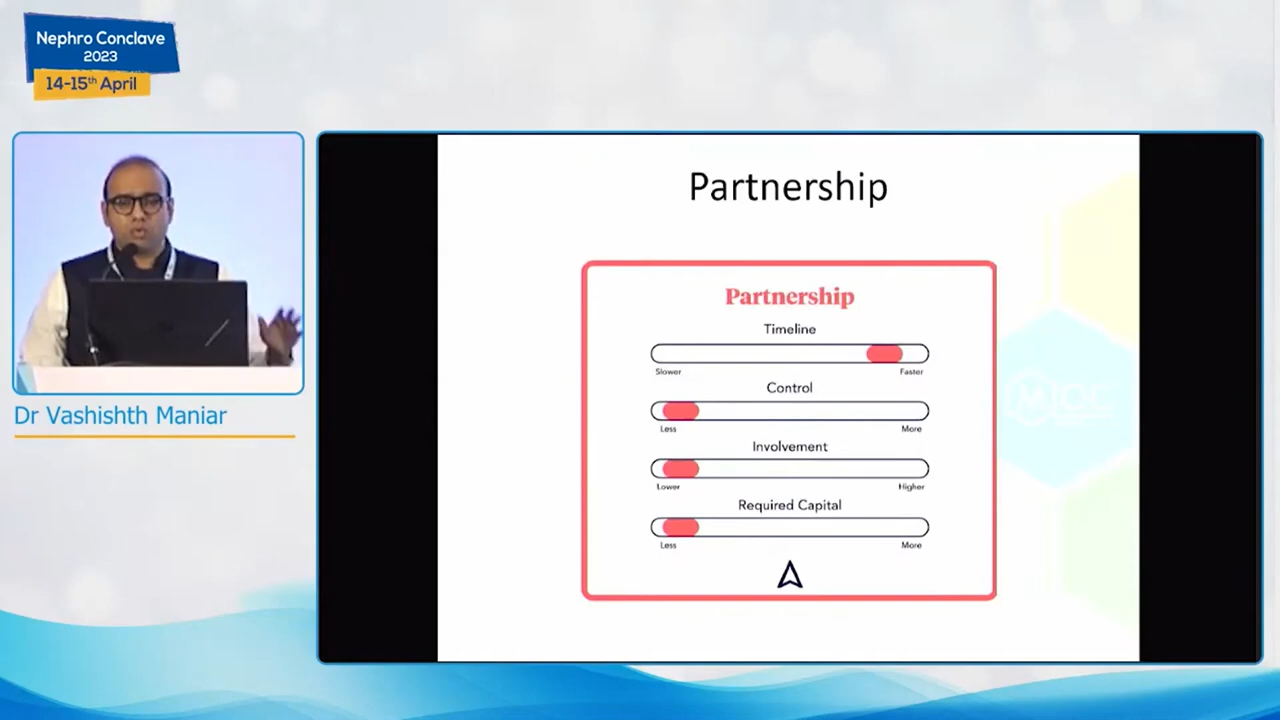 Nephro Conclave
2023
14-15th April
Dr Vashishth Maniar
Partnership
Partnership
Timeline
Slower Faster
Control
Less More
Involvement
Lower Higher
Required Capital
Less More